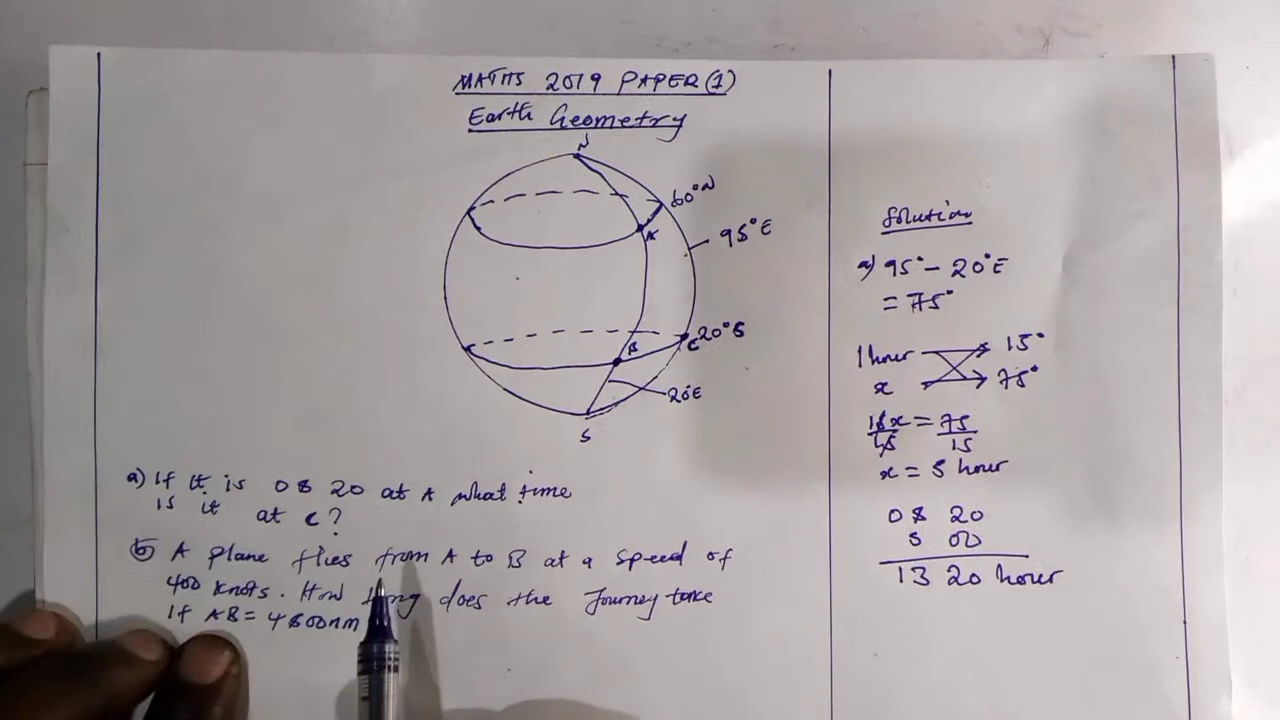 MATHS 2019 PAPER (1)
Earth Geometry
N
60°N
A
95°E
20°S
B
C
20°E
S
a) If it is 08 20 at A what time
is it at C?
b) A plane flies from A to B at a speed of
400 knots. How long does the Journey take
If AB = 4800nm
Solution
a) 95° - 20°E
= 75°
1 hour 15°
x 75°
15x = 75
15 15
x = 5 hour
08 20
5 00
13 20 hour